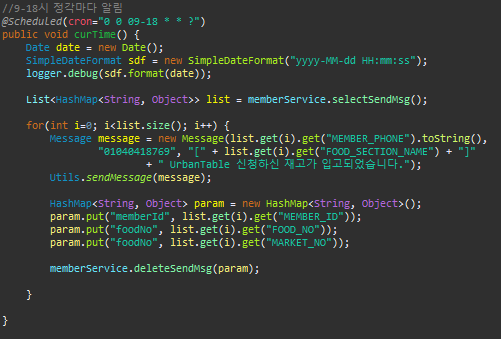 //9-18시 정각마다 알림
@Scheduled(cron="0 0 09-18 * * ?")
public void curTime() {
Date date = new Date();
SimpleDateFormat sdf = new SimpleDateFormat("yyyy-MM-dd HH:mm:ss");
logger.debug(sdf.format(date));
List<HashMap<String, Object>> list = memberService.selectSendMsg();
for(int i=0; i<list.size(); i++) {
Message message = new Message(list.get(i).get("MEMBER_PHONE").toString(),
"01040418769", "[" + list.get(i).get("FOOD_SECTION_NAME") + "]"
+ " UrbanTable 신청하신 재고가 입고되었습니다.");
Utils.sendMessage(message);
HashMap<String, Object> param = new HashMap<String, Object>();
param.put("memberId", list.get(i).get("MEMBER_ID"));
param.put("foodNo", list.get(i).get("FOOD_NO"));
param.put("foodNo", list.get(i).get("MARKET_NO"));
memberService.deleteSendMsg(param);
}
}